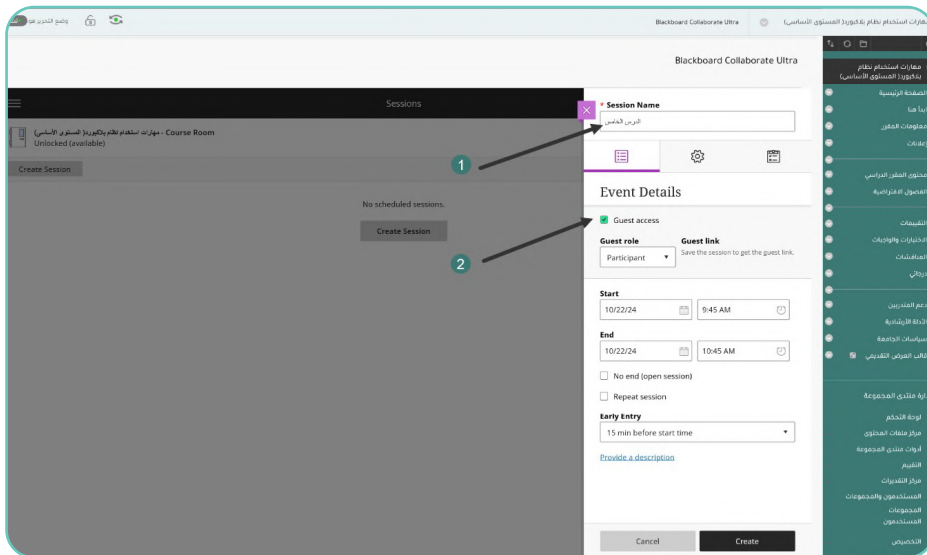 وضع التحرير هو
Blackboard Collaborate Ultra
مهارات استخدام نظام بلاكبورد( المستوى الأساسي)
Blackboard Collaborate Ultra
Sessions
مهارات استخدام نظام بلاكبورد( المستوى الأساسي) - Course Room
Unlocked (available)
Create Session
No scheduled sessions.
Create Session
1
2
* Session Name
الدرس الخامس
Event Details
Guest access
Guest role
Guest link
Participant
Save the session to get the guest link.
Start
10/22/24
9:45 AM
End
10/22/24
10:45 AM
No end (open session)
Repeat session
Early Entry
15 min before start time
Provide a description
Cancel
Create
مهارات استخدام نظام
بلاكبورد( المستوى الأساسي)
الصفحة الرئيسية
ابدأ هنا
معلومات المقرر
إعلانات
محتوى المقرر الدراسي
الفصول الافتراضية
التقييمات
الاختبارات والواجبات
المناقشات
درجاتي
دعم المتدربين
الأدلة الأرشادية
سياسات الجامعة
قالب العرض التقديمي
إدارة منتدى المجموعة
لوحة التحكم
مركز ملفات المحتوى
أدوات منتدى المجموعة
التقييم
مركز التقديرات
المستخدمون والمجموعات
المجموعات
المستخدمون
التخصيص